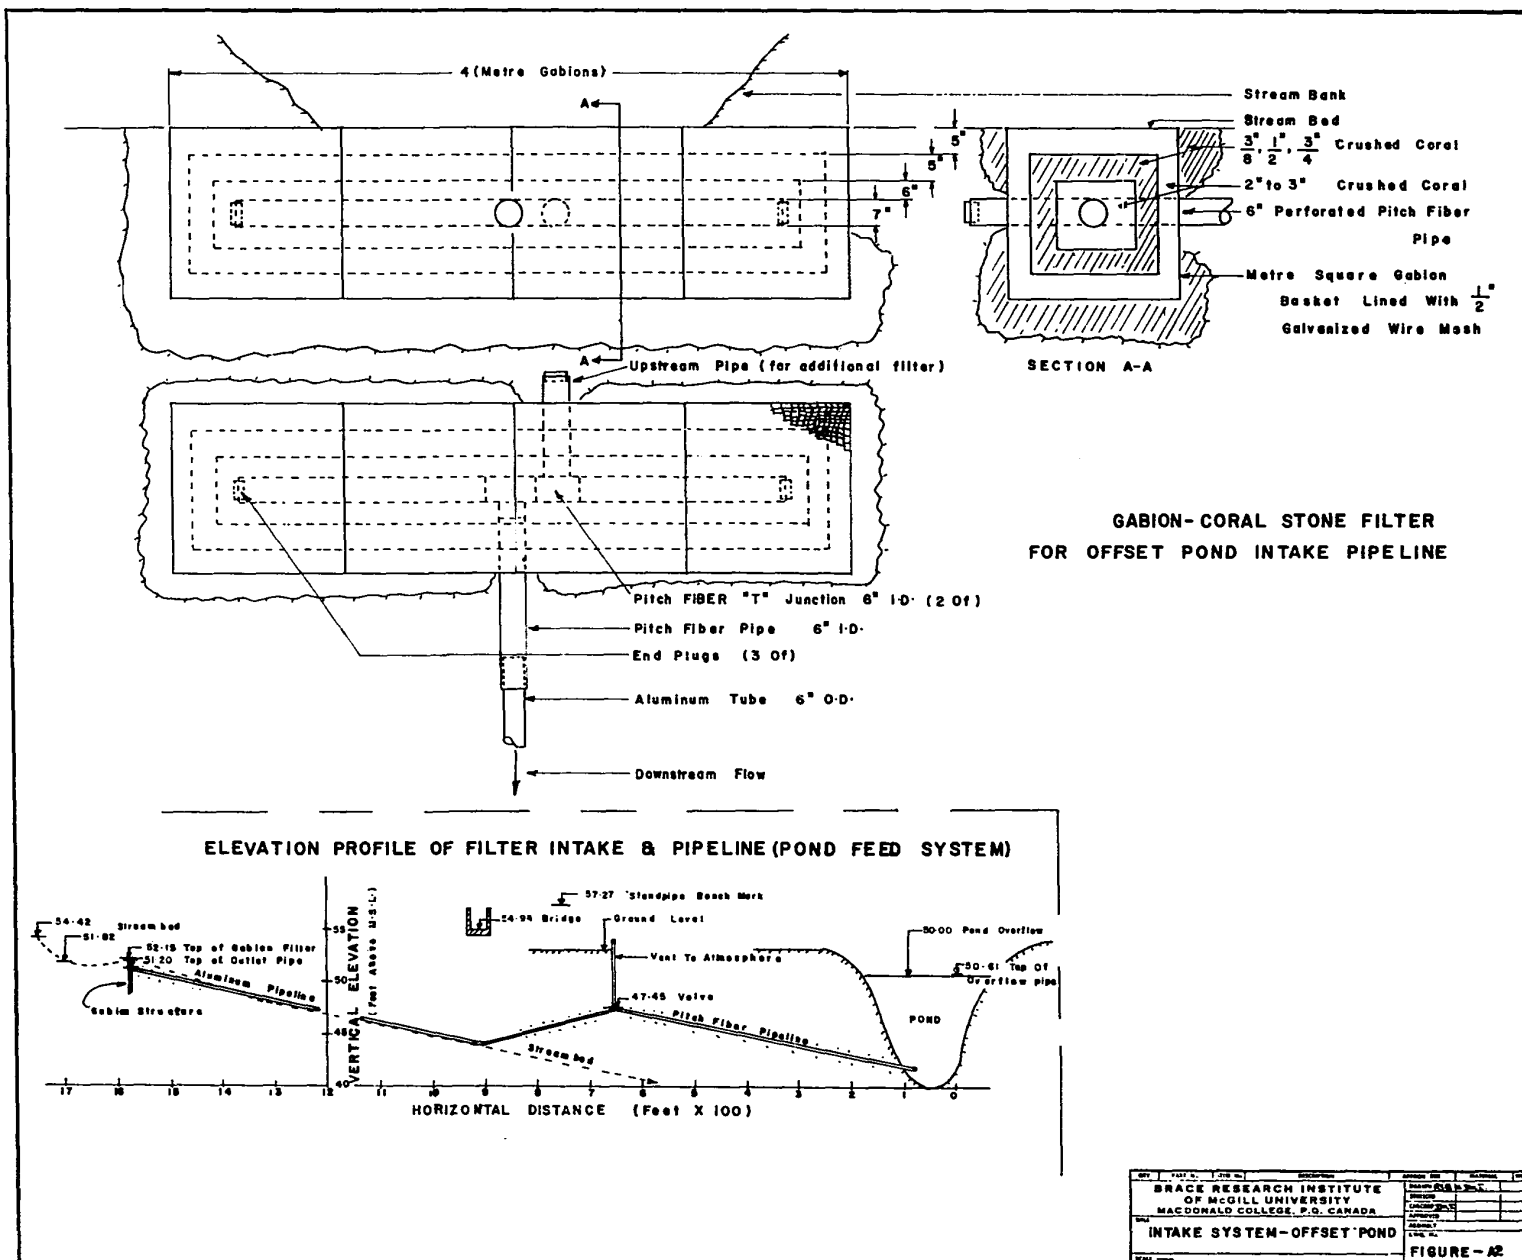 4 (Metre Gabions)
A
A
5"
5"
6"
7"
Stream Bank
Stream Bed
3"/8, 1"/2, 3"/4 Crushed Coral
2" to 3" Crushed Coral
6" Perforated Pitch Fiber
Pipe
Metre Square Gabion
Basket Lined With 1/2"
Galvanized Wire Mesh
SECTION A-A
Upstream Pipe (for additional filter)
GABION-CORAL STONE FILTER
FOR OFFSET POND INTAKE PIPELINE
Pitch FIBER "T" Junction 6" I·D· (2 Of)
Pitch Fiber Pipe 6" I·D·
End Plugs (3 Of)
Aluminum Tube 6" O·D·
Downstream Flow
ELEVATION PROFILE OF FILTER INTAKE & PIPELINE (POND FEED SYSTEM)
54·42 Streambed
51·82
52·15 Top of Gabion Filter
51·20 Top of Outlet Pipe
Aluminum Pipeline
Gabion Structure
VERTICAL ELEVATION
(Feet Above M·S·L·)
55
50
45
40
57·27 Standpipe Bench Mark
54·94 Bridge
Ground Level
Vent To Atmosphere
47·45 Valve
Pitch Fiber Pipeline
Streambed
50·00 Pond Overflow
50·61 Top Of
Overflow pipe
POND
17 16 15 14 13 12 11 10 9 8 7 6 5 4 3 2 1 0
HORIZONTAL DISTANCE (Feet X 100)
BRACE RESEARCH INSTITUTE
OF McGILL UNIVERSITY
MACDONALD COLLEGE, P.Q. CANADA
INTAKE SYSTEM-OFFSET POND
FIGURE-A2